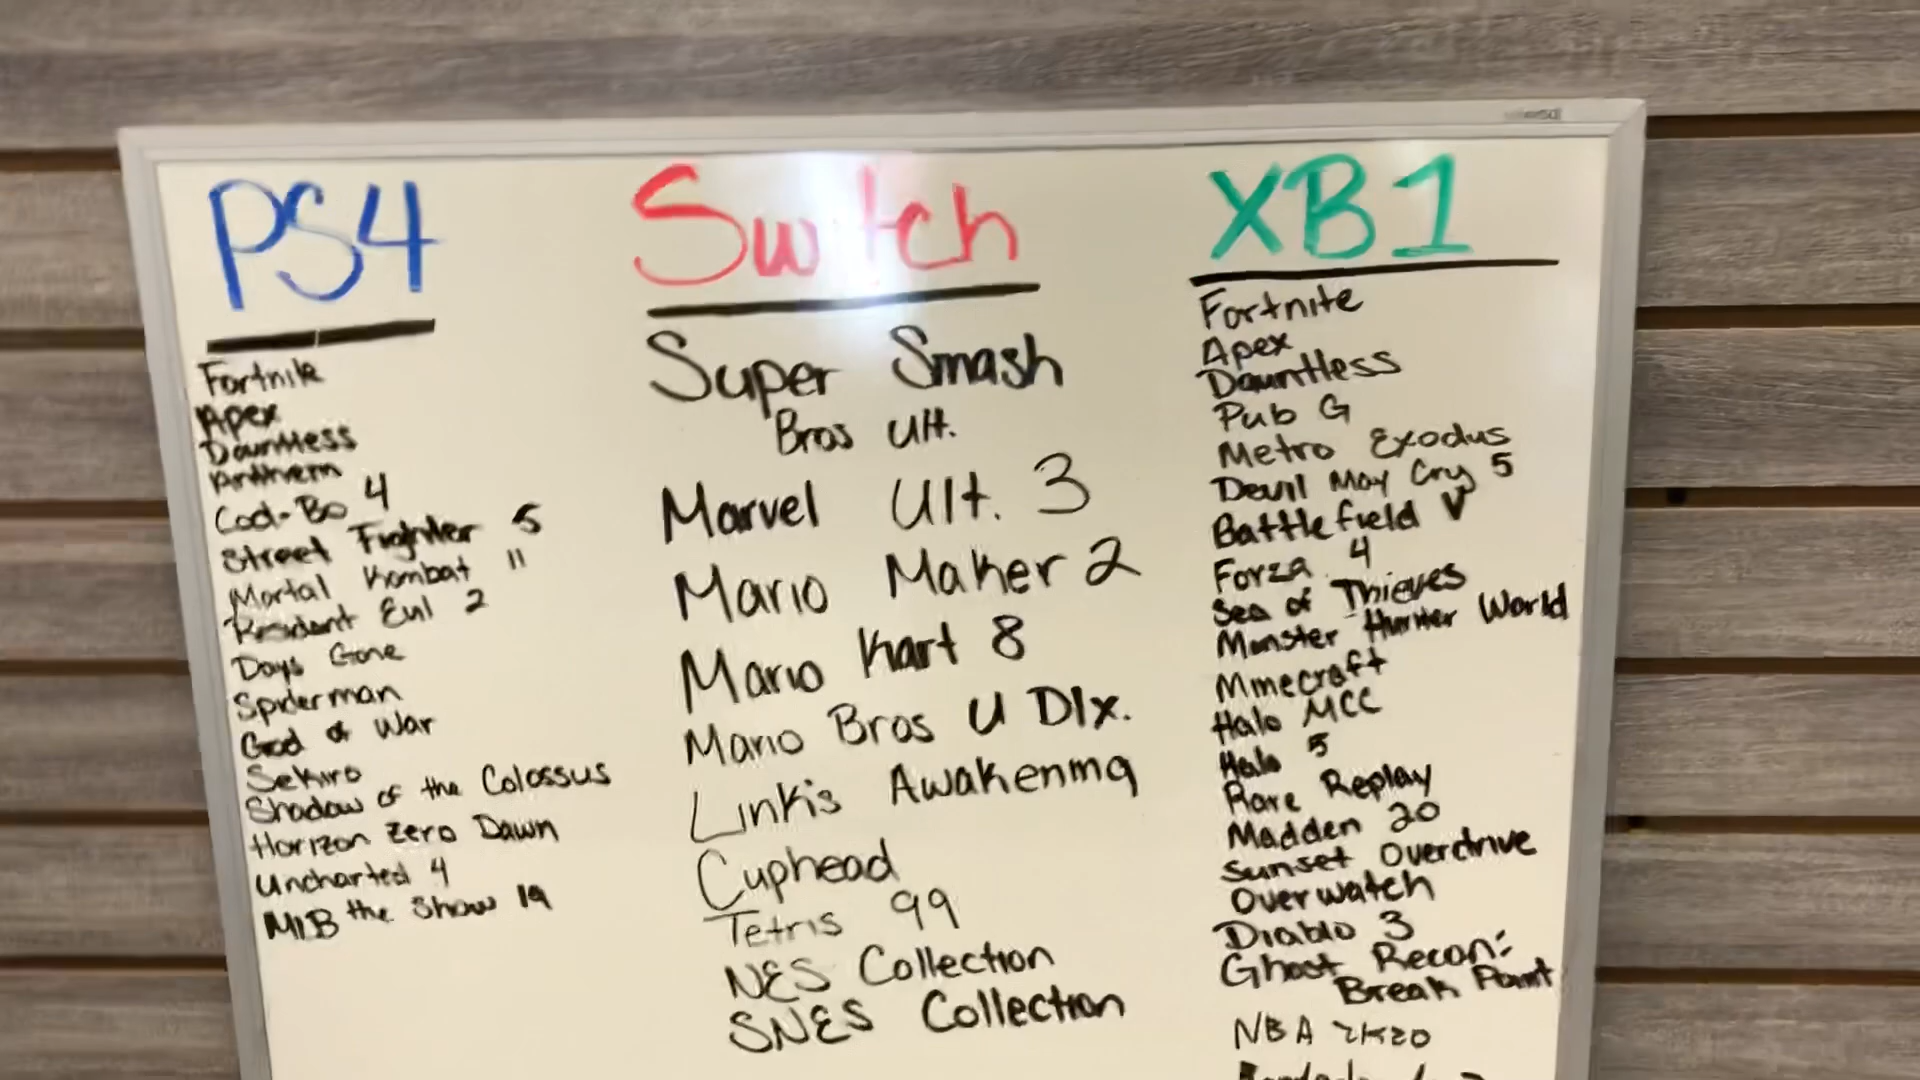 PS4
Fortnite
Apex
Dauntless
Anthem
Cod-Bo 4
Street Fighter 5
Mortal Kombat 11
Resident Evil 2
Days Gone
Spiderman
God of War
Sekiro
Shadow of the Colossus
Horizon Zero Dawn
Uncharted 4
MLB the Show 19
Switch
Super Smash
Bros Ult.
Marvel Ult. 3
Mario Maker 2
Mario Kart 8
Mario Bros U Dlx.
Link's Awakening
Cuphead
Tetris 99
NES Collection
SNES Collection
XB1
Fortnite
Apex
Dauntless
Pub G
Metro Exodus
Devil May Cry 5
Battlefield V
Forza 4
Sea of Thieves
Monster Hunter World
Minecraft
Halo MCC
Halo 5
Rare Replay
Madden 20
Sunset Overdrive
Overwatch
Diablo 3
Ghost Recon:
Break Point
NBA 2K20